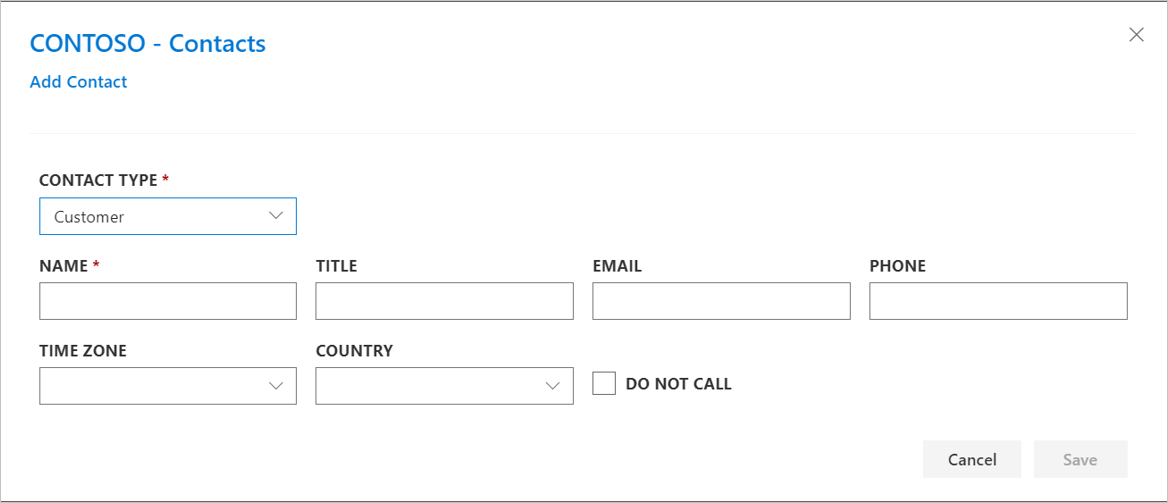 CONTOSO - Contacts
Add Contact
CONTACT TYPE *
Customer
NAME * TITLE EMAIL PHONE
TIME ZONE COUNTRY
DO NOT CALL
Cancel Save